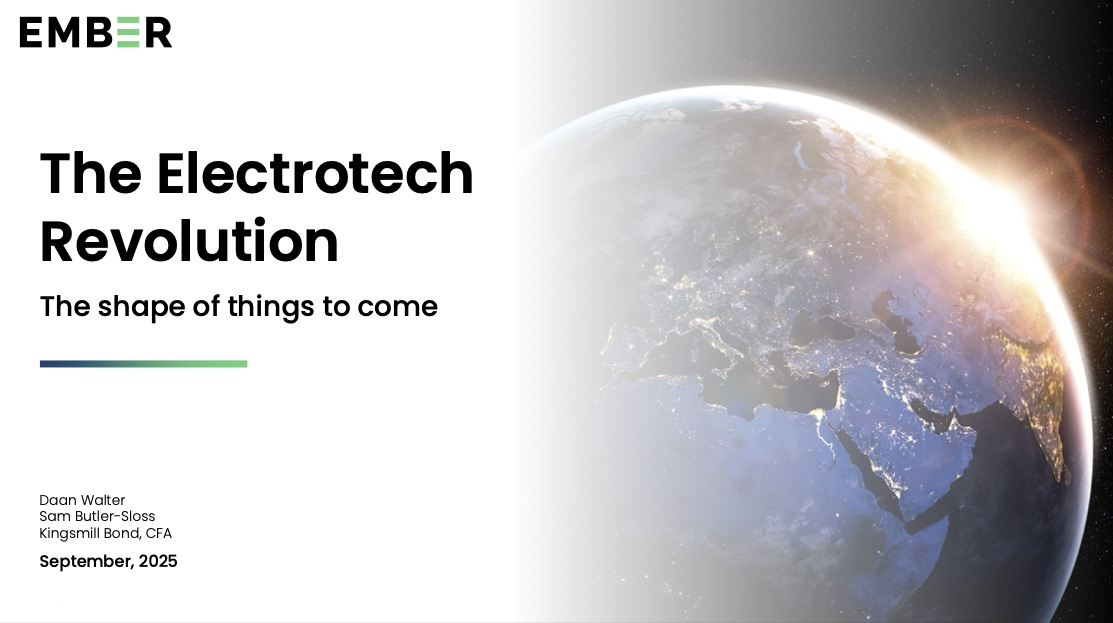 EMBER
The Electrotech
Revolution
The shape of things to come
Daan Walter
Sam Butler-Sloss
Kingsmill Bond, CFA
September, 2025